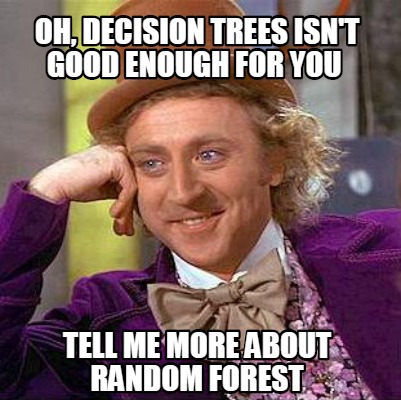 OH, DECISION TREES ISN'T
GOOD ENOUGH FOR YOU
TELL ME MORE ABOUT
RANDOM FOREST